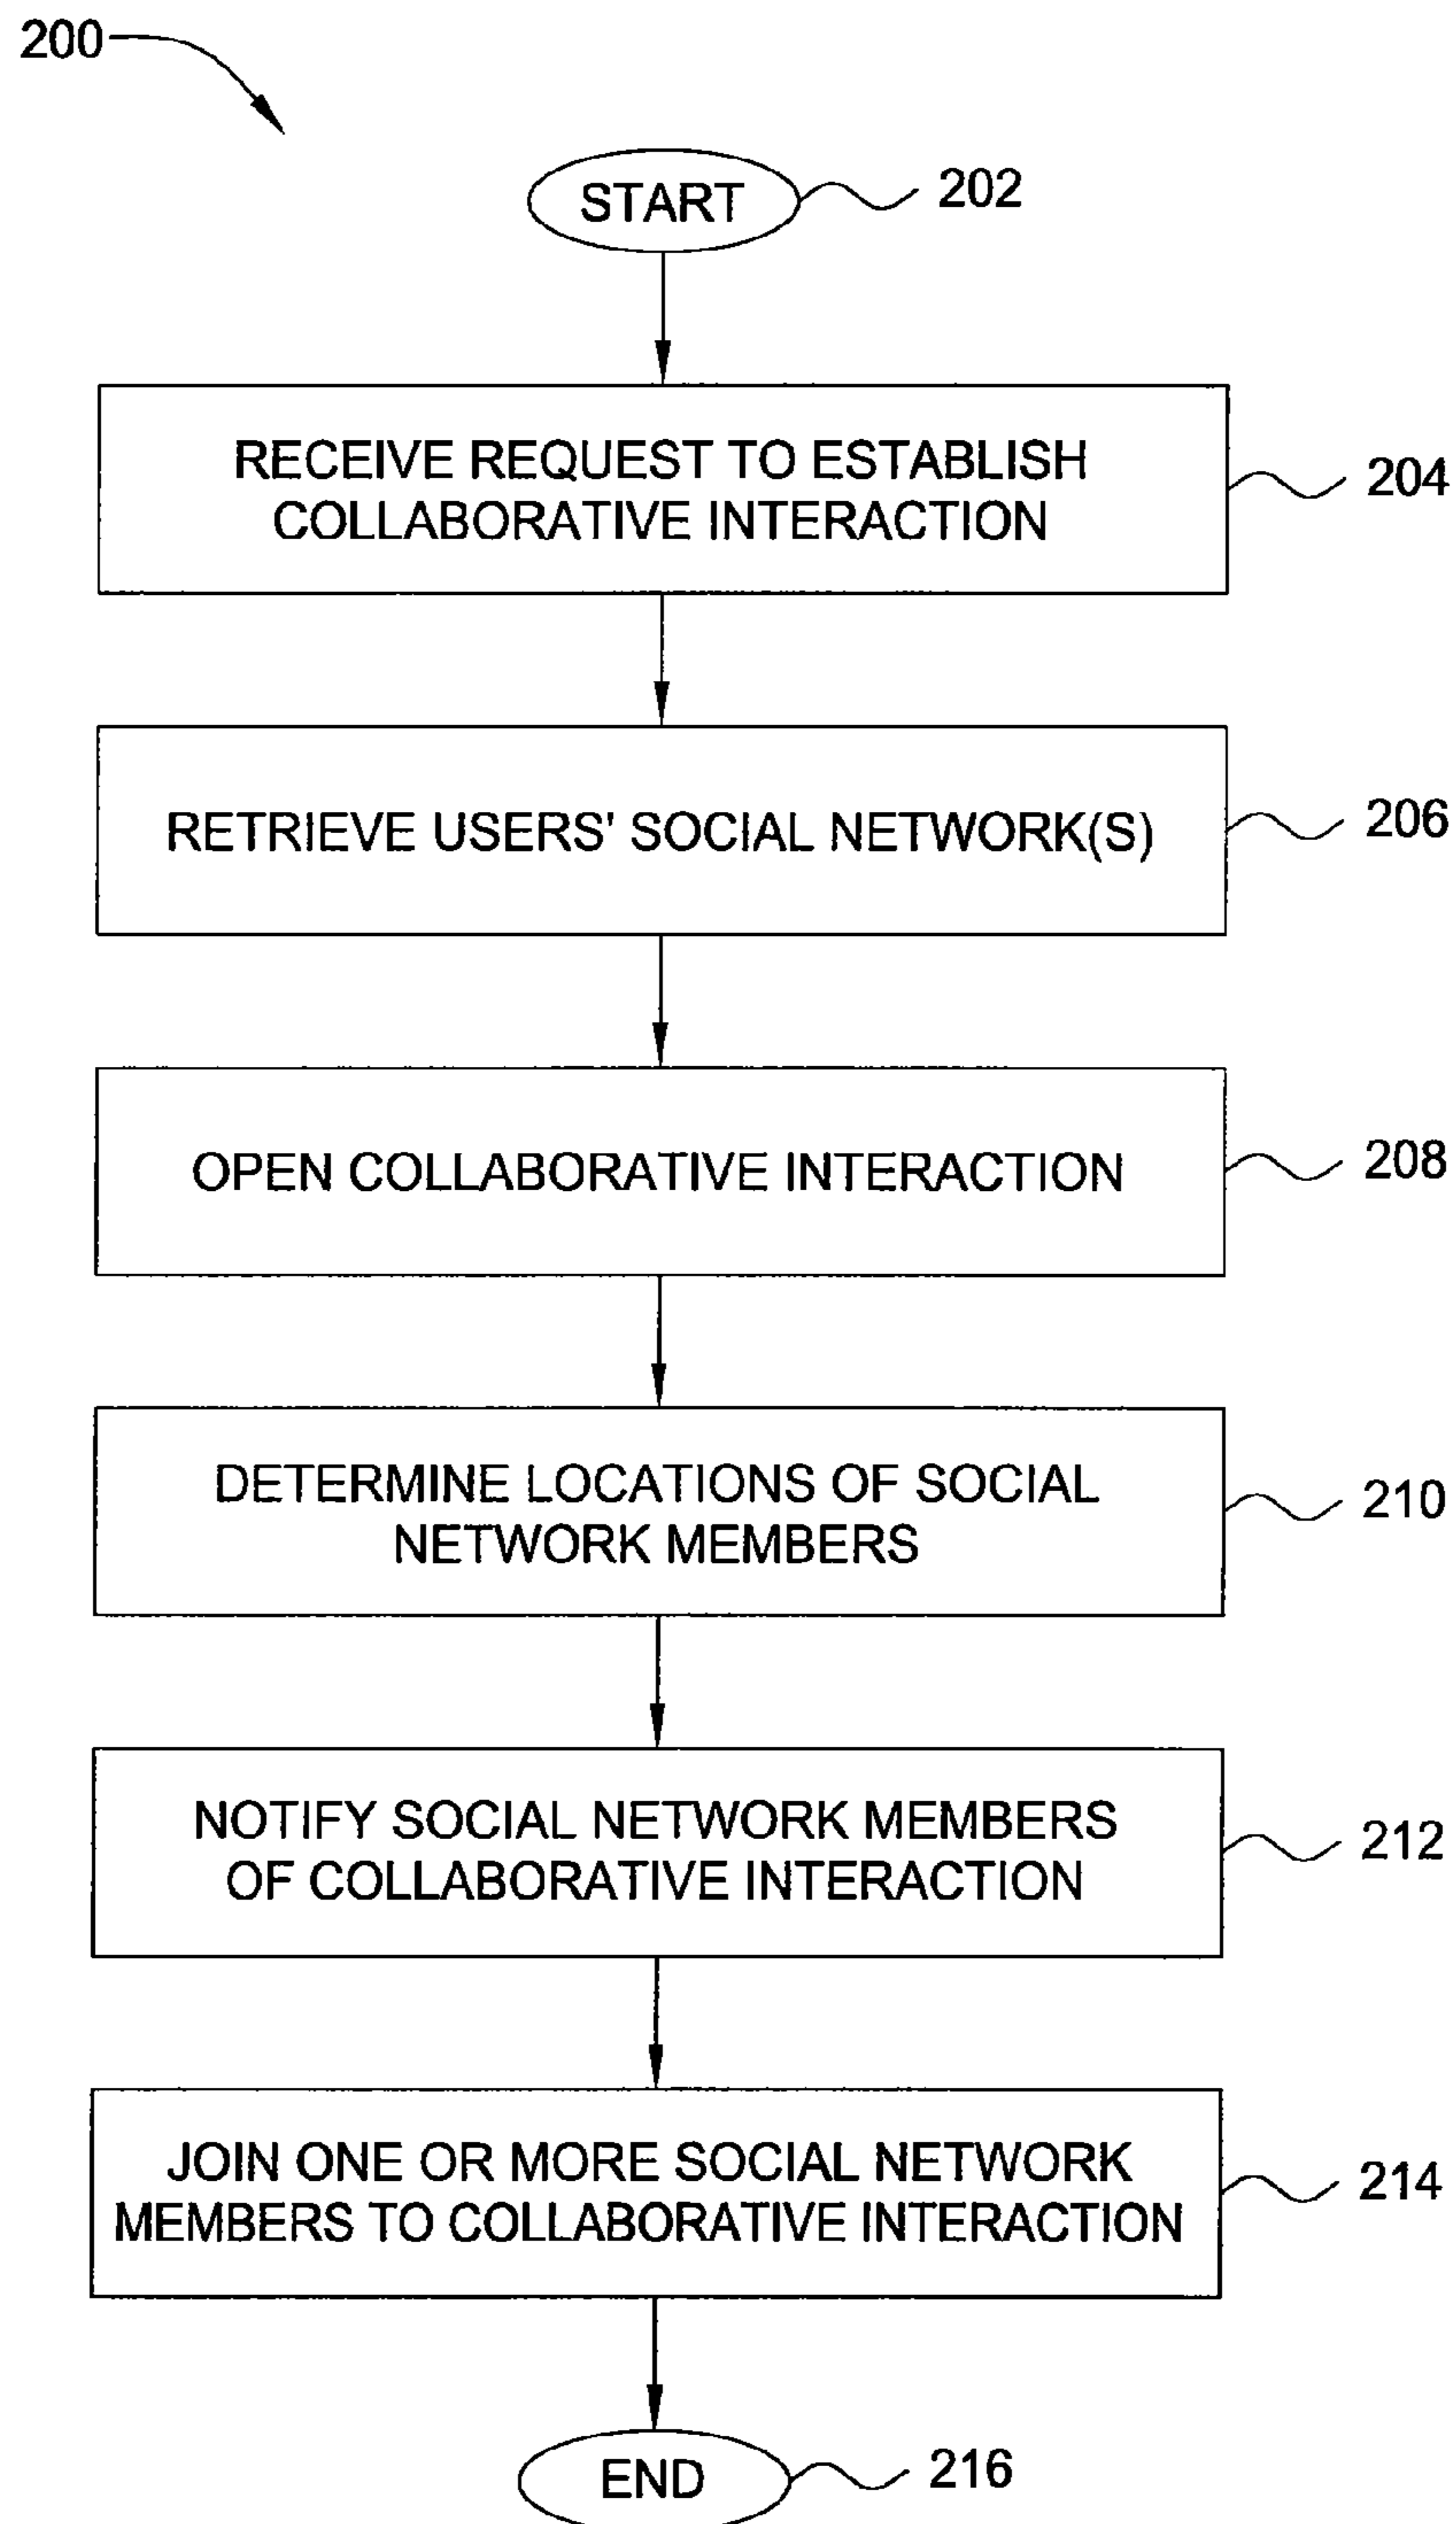 200
START
202
RECEIVE REQUEST TO ESTABLISH
COLLABORATIVE INTERACTION
204
RETRIEVE USERS' SOCIAL NETWORK(S)
206
OPEN COLLABORATIVE INTERACTION
208
DETERMINE LOCATIONS OF SOCIAL
NETWORK MEMBERS
210
NOTIFY SOCIAL NETWORK MEMBERS
OF COLLABORATIVE INTERACTION
212
JOIN ONE OR MORE SOCIAL NETWORK
MEMBERS TO COLLABORATIVE INTERACTION
214
END
216